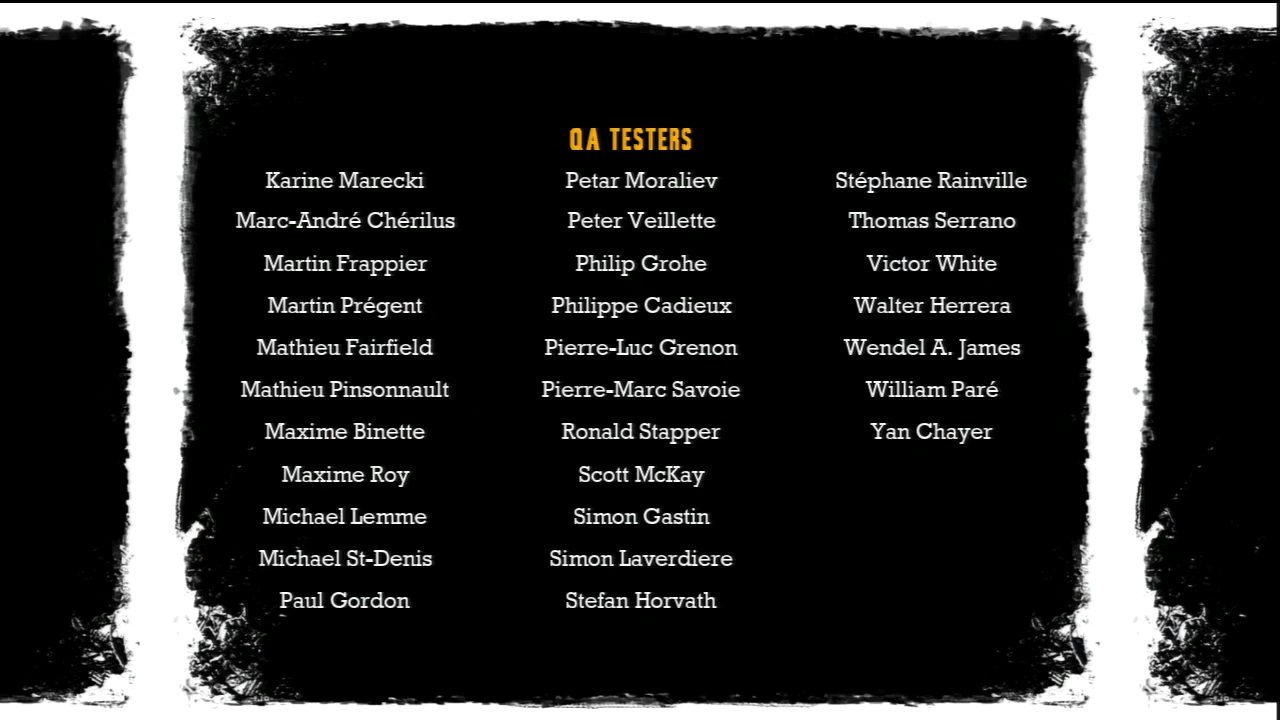 QA TESTERS
Karine Marecki
Marc-André Chérilus
Martin Frappier
Martin Prégent
Mathieu Fairfield
Mathieu Pinsonnault
Maxime Binette
Maxime Roy
Michael Lemme
Michael St-Denis
Paul Gordon
Petar Moraliev
Peter Veillette
Philip Grohe
Philippe Cadieux
Pierre-Luc Grenon
Pierre-Marc Savoie
Ronald Stapper
Scott McKay
Simon Gastin
Simon Laverdiere
Stefan Horvath
Stéphane Rainville
Thomas Serrano
Victor White
Walter Herrera
Wendel A. James
William Paré
Yan Chayer